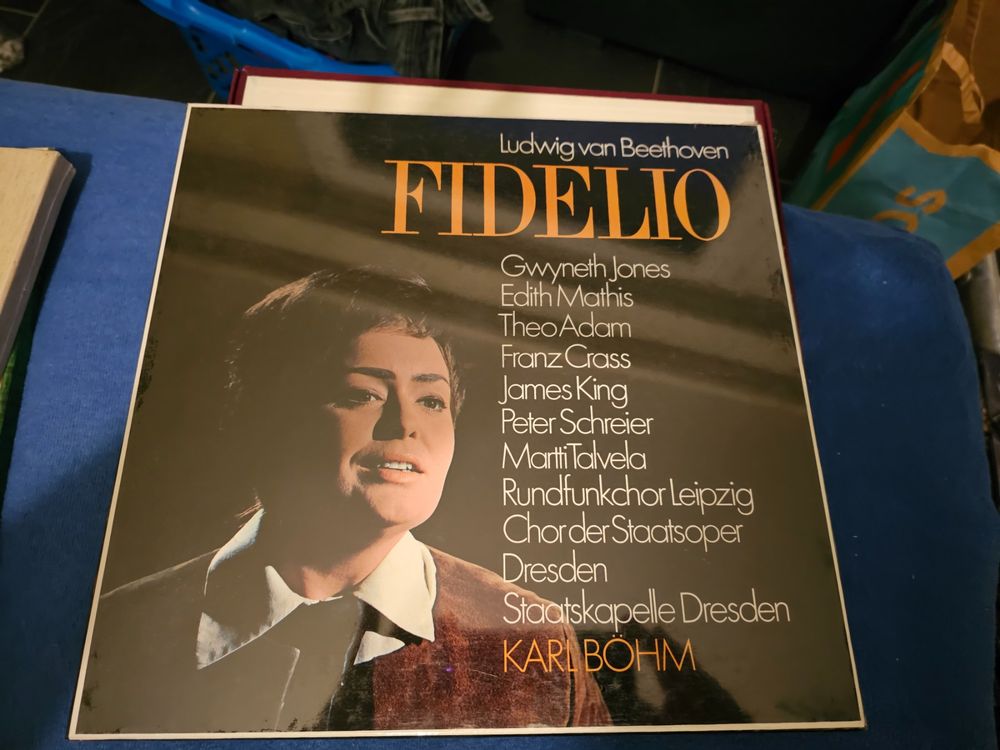 Ludwig van Beethoven
FIDELIO
Gwyneth Jones
Edith Mathis
Theo Adam
Franz Crass
James King
Peter Schreier
Martti Talvela
Rundfunkchor Leipzig
Chor der Staatsoper
Dresden
Staatskapelle Dresden
KARL BÖHM